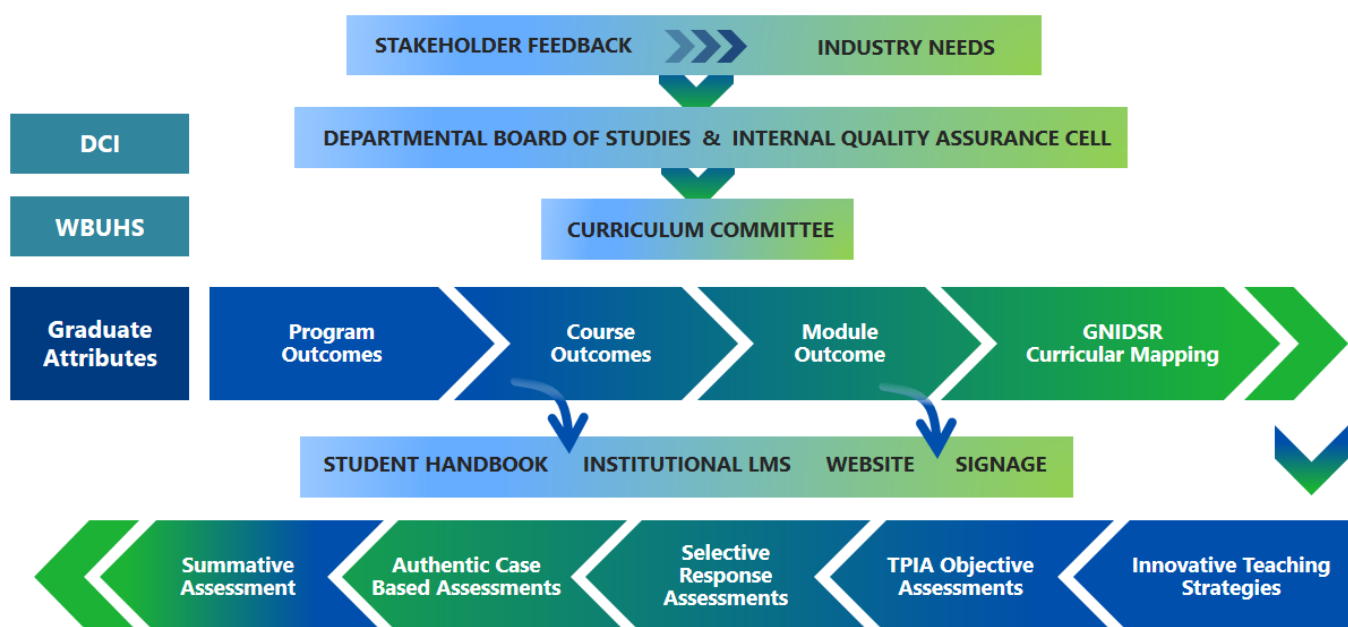 STAKEHOLDER FEEDBACK INDUSTRY NEEDS
DCI
DEPARTMENTAL BOARD OF STUDIES & INTERNAL QUALITY ASSURANCE CELL
WBUHS
CURRICULUM COMMITTEE
Graduate
Attributes
Program
Outcomes
Course
Outcomes
Module
Outcome
GNIDSR
Curricular Mapping
STUDENT HANDBOOK INSTITUTIONAL LMS WEBSITE SIGNAGE
Summative
Assessment
Authentic Case
Based Assessments
Selective
Response
Assessments
TPIA Objective
Assessments
Innovative Teaching
Strategies